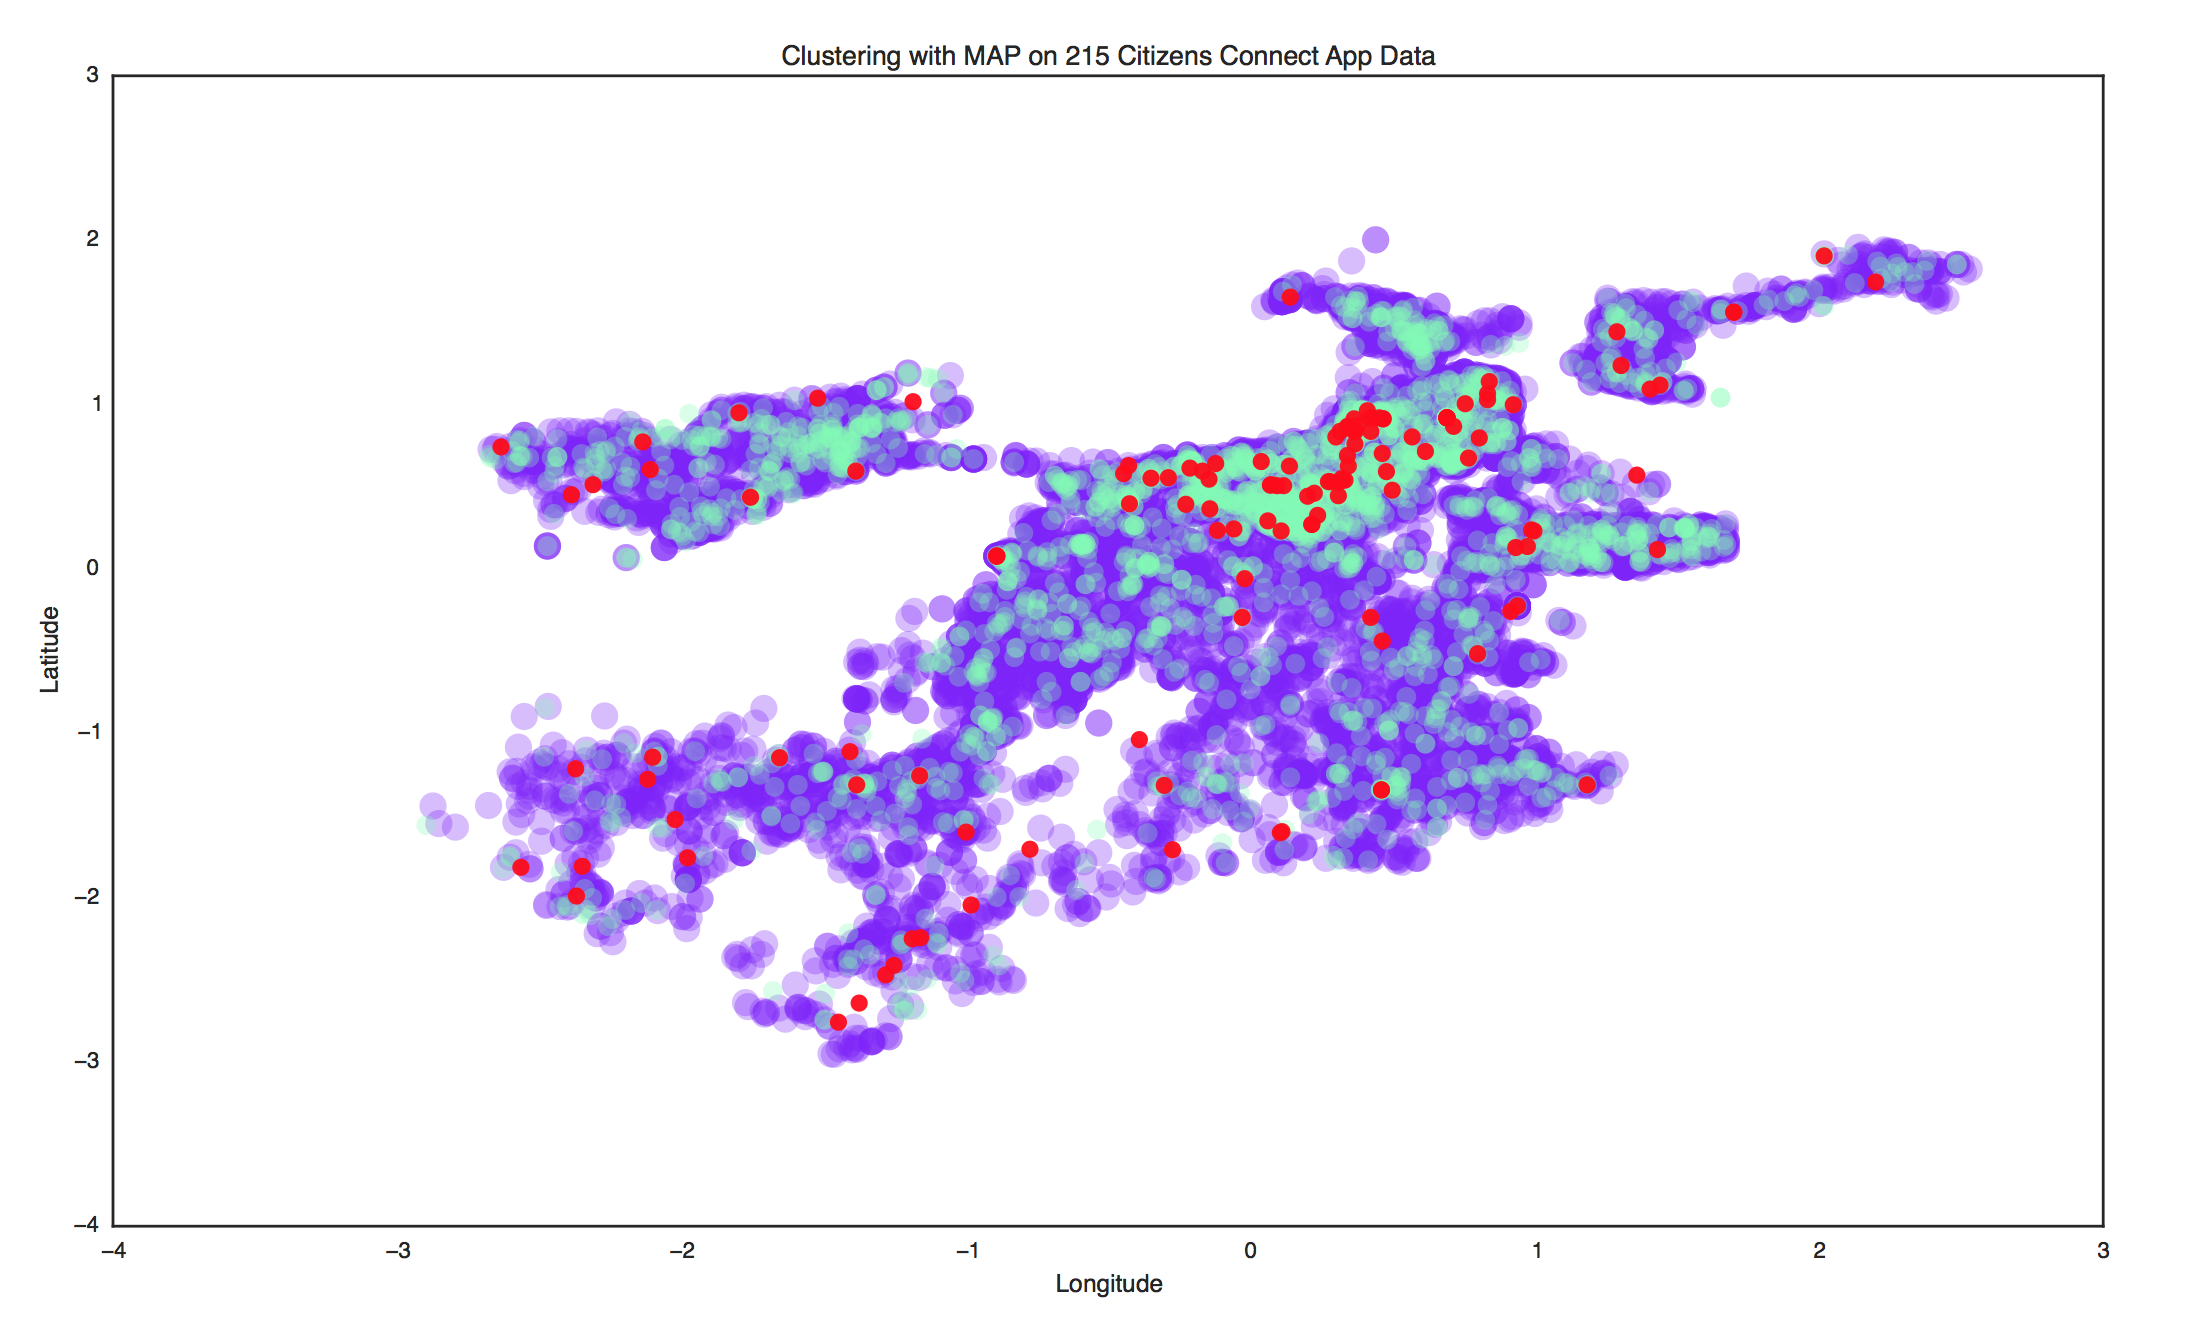 Clustering with MAP on 215 Citizens Connect App Data
3
2
1
0
−1
−2
−3
−4
Latitude
−4 −3 −2 −1 0 1 2 3
Longitude